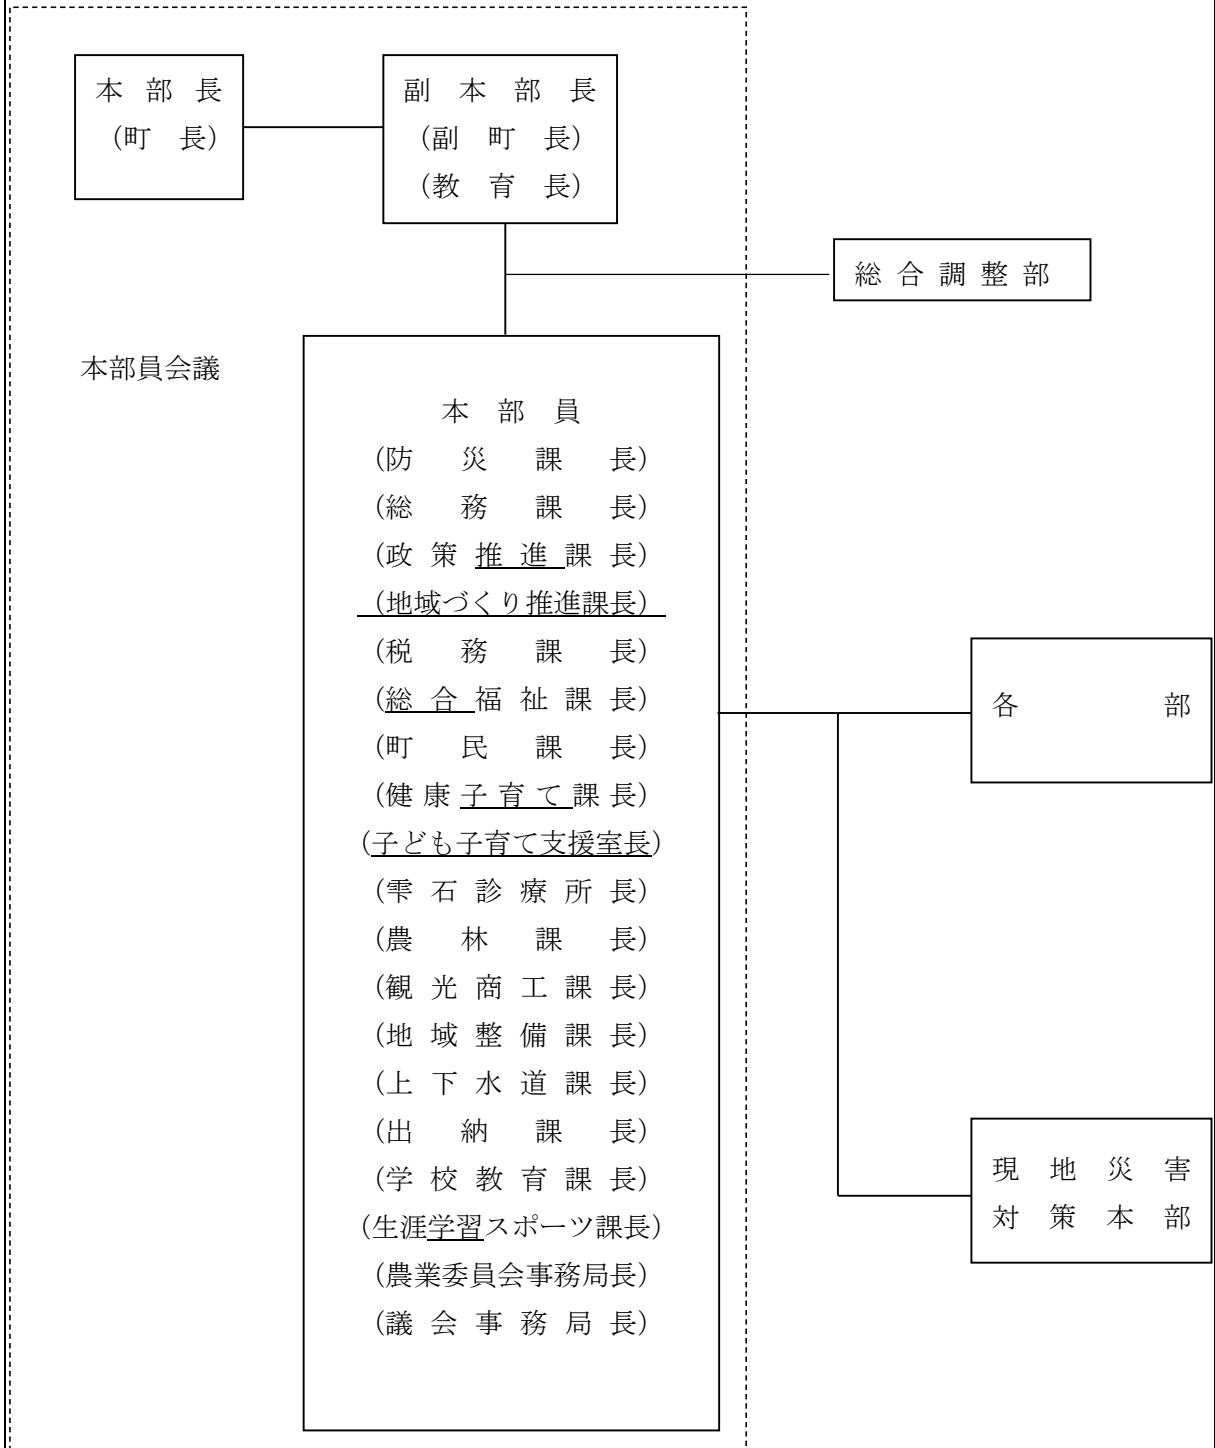 本部長
（町長）
副本部長
（副町長）
（教育長）
総合調整部
本部員会議
本部員
（防災課長）
（総務課長）
（政策推進課長）
（地域づくり推進課長）
（税務課長）
（総合福祉課長）
（町民課長）
（健康子育て課長）
（子ども子育て支援室長）
（雫石診療所長）
（農林課長）
（観光商工課長）
（地域整備課長）
（上下水道課長）
（出納課長）
（学校教育課長）
（生涯学習スポーツ課長）
（農業委員会事務局長）
（議会事務局長）
各部
現地災害
対策本部